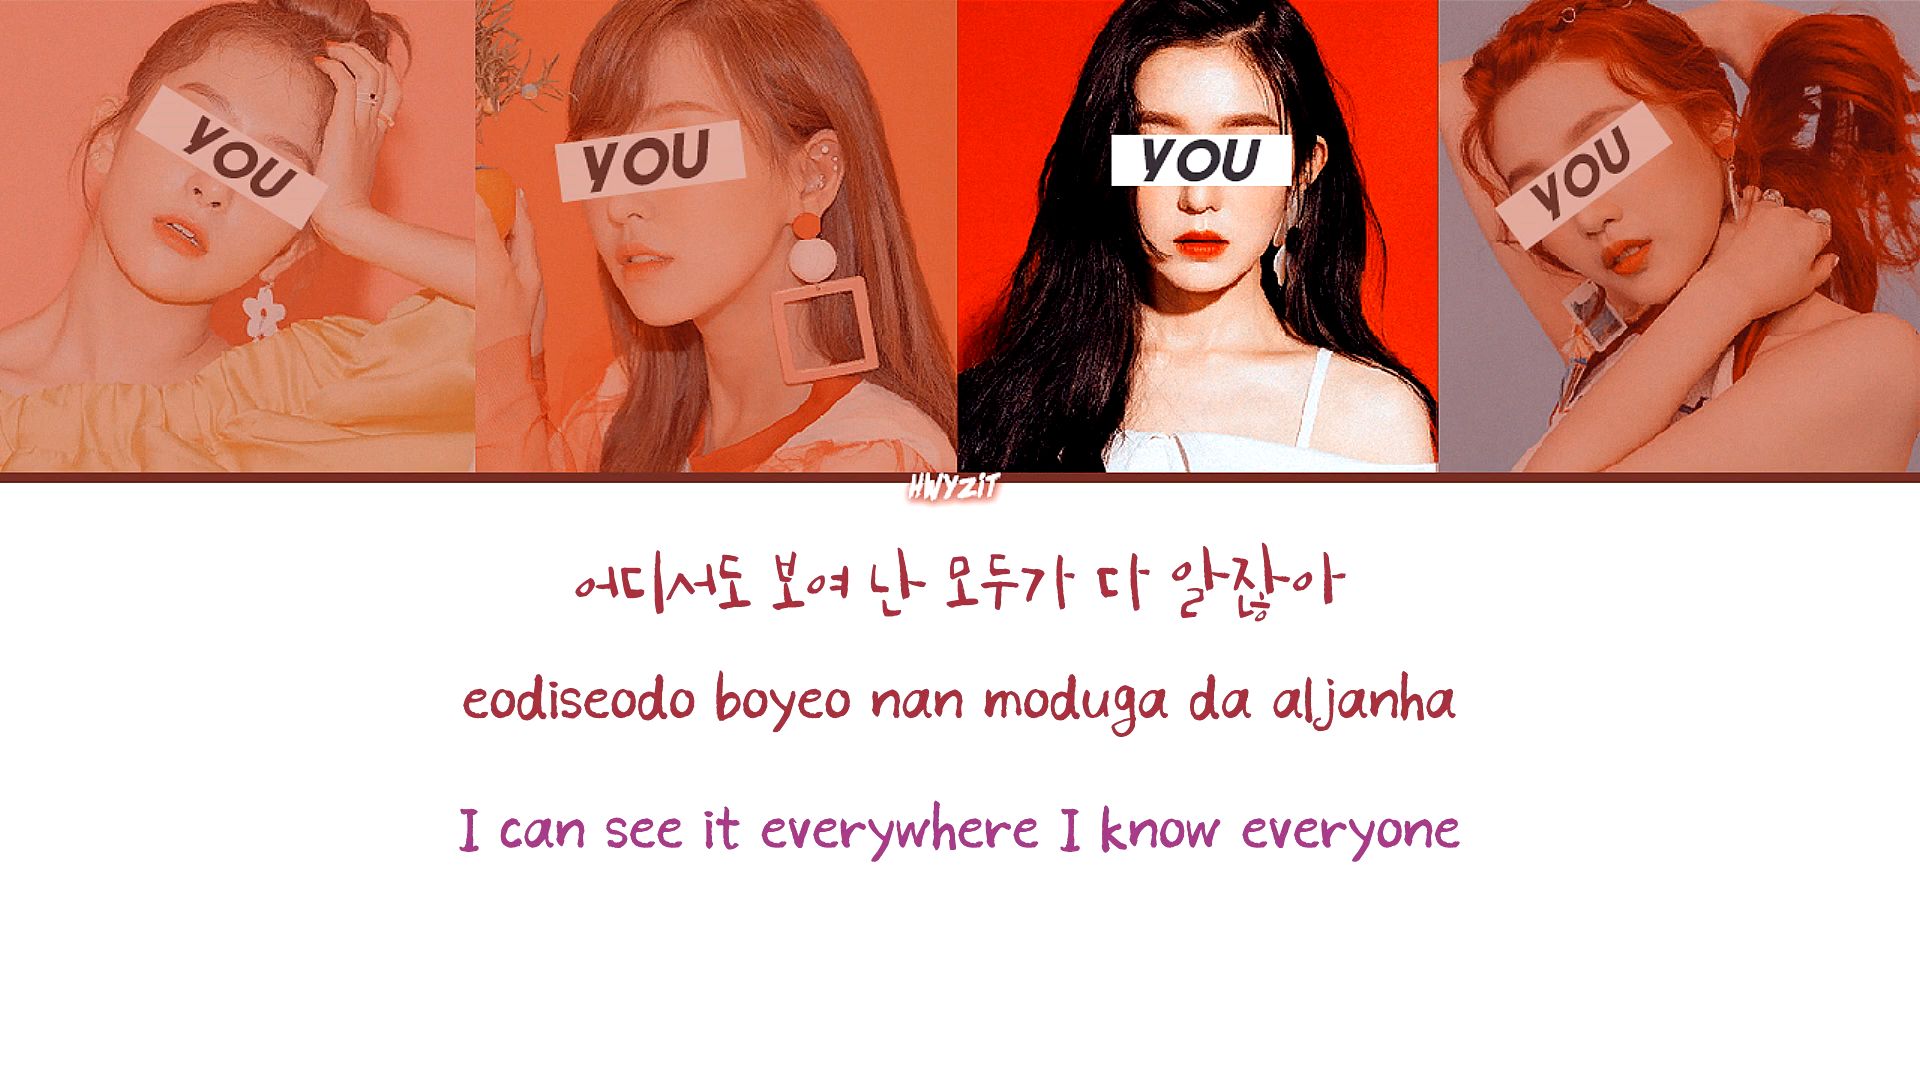 YOU
YOU
YOU
YOU
HWYZIT
어디서도 보여 난 모두가 다 알잖아
eodiseodo boyeo nan moduga da aljanha
I can see it everywhere I know everyone